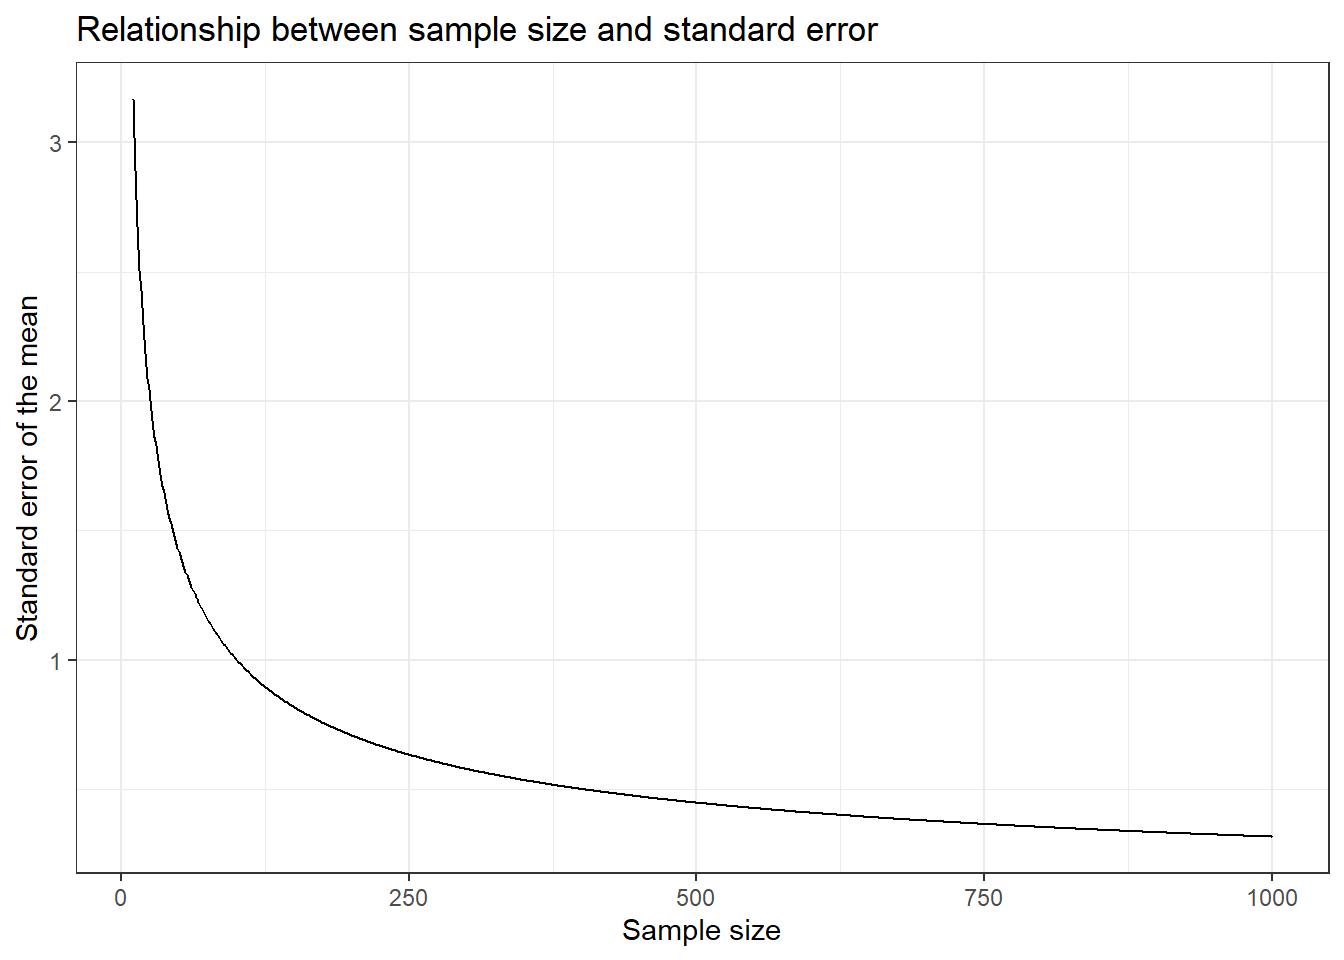 Relationship between sample size and standard error
3
2
1
Standard error of the mean
0 250 500 750 1000
Sample size